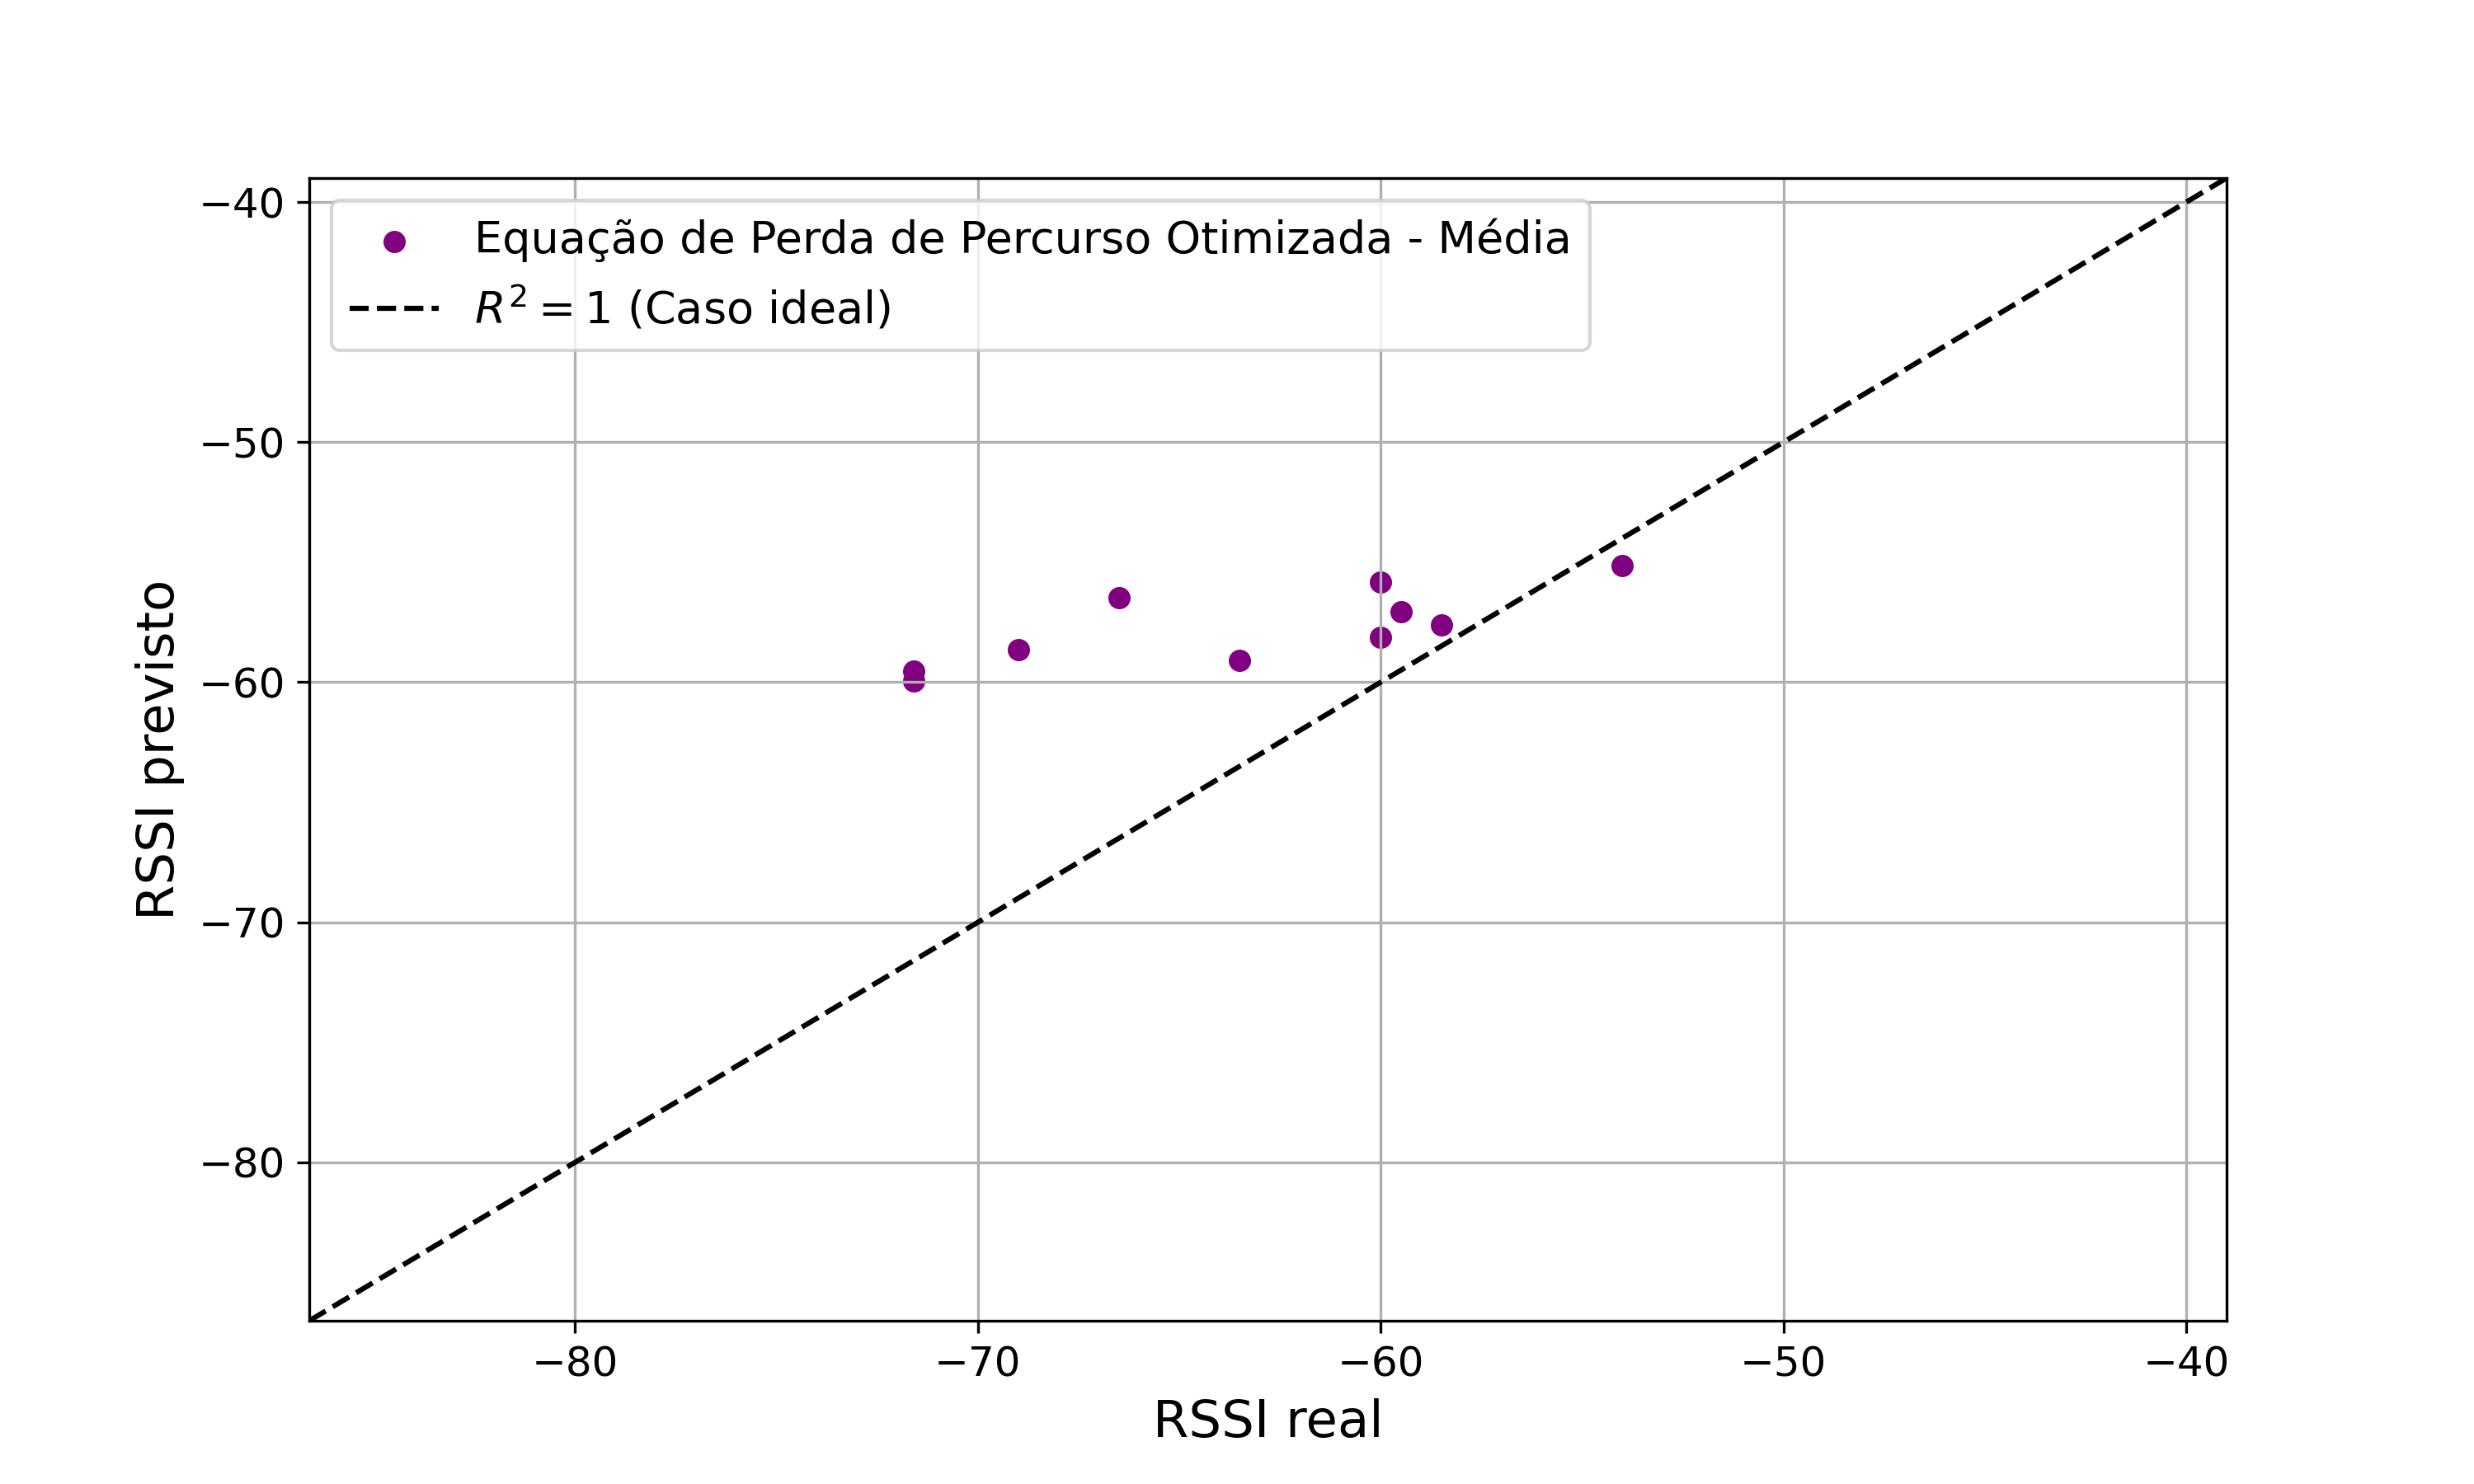 Equação de Perda de Percurso Otimizada - Média
R² = 1 (Caso ideal)
−40
−50
−60
−70
−80
RSSI previsto
−80
−70
−60
−50
−40
RSSI real